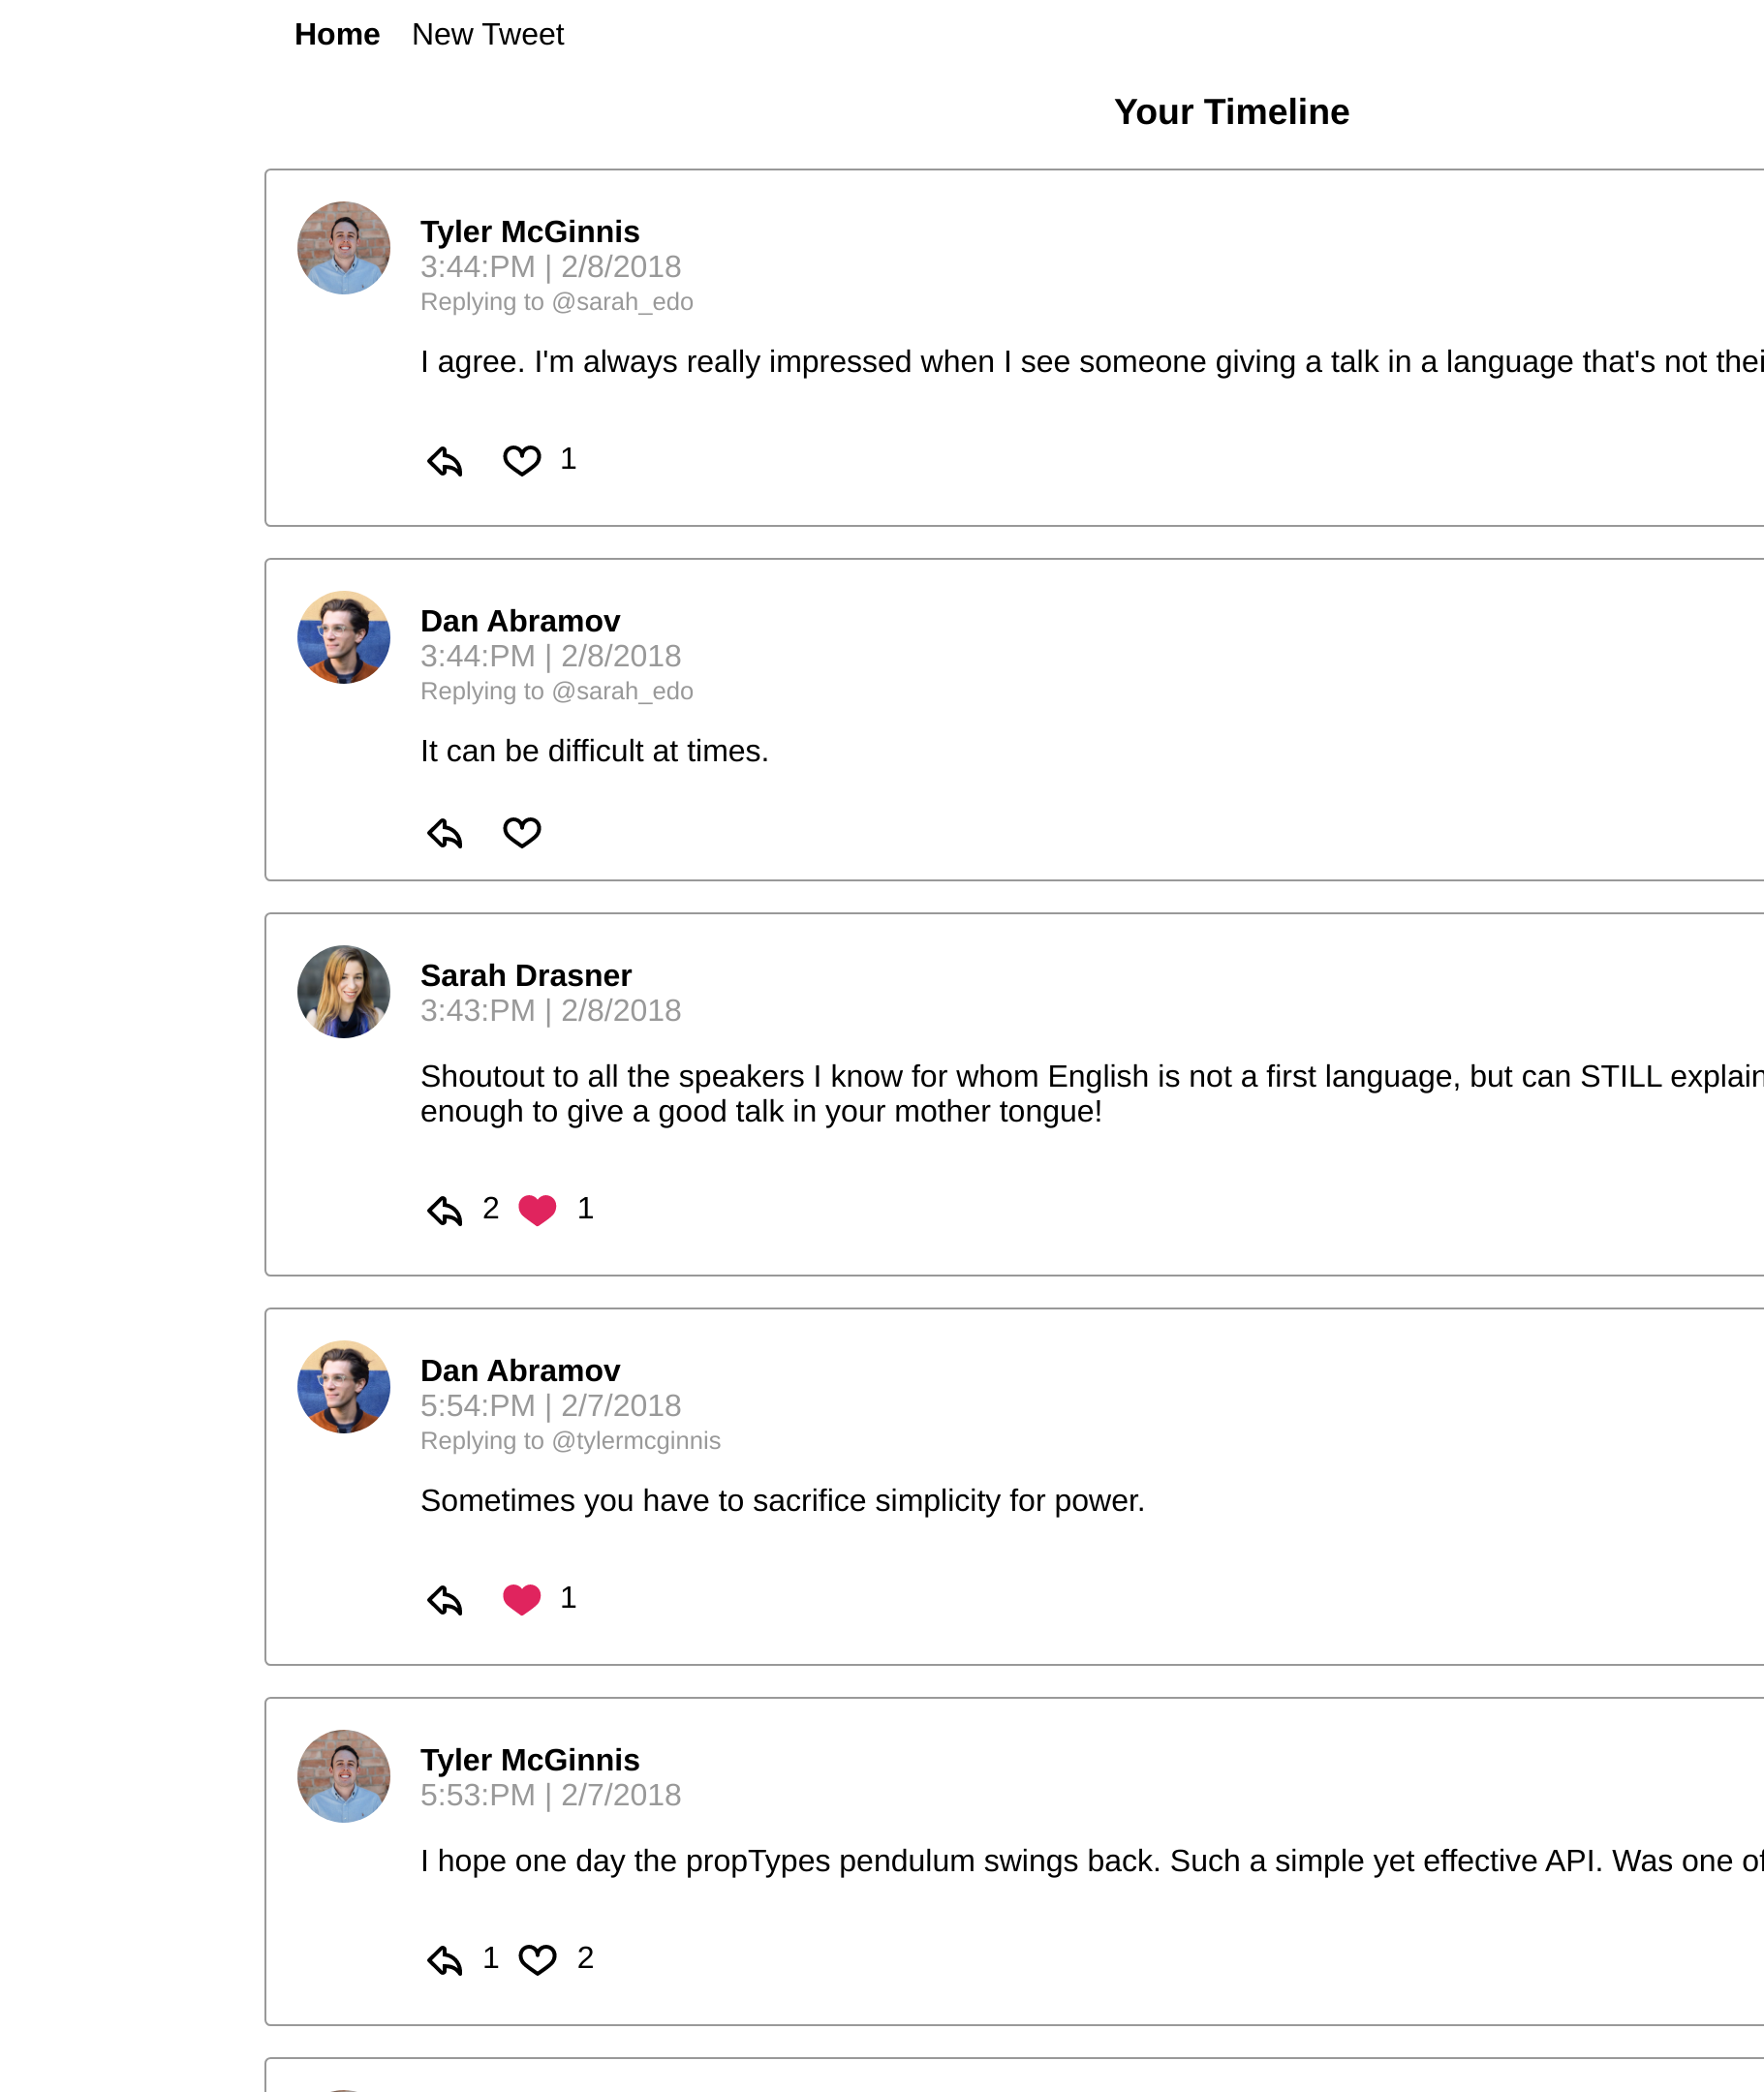 Home New Tweet
Your Timeline
Tyler McGinnis
3:44:PM | 2/8/2018
Replying to @sarah_edo
I agree. I'm always really impressed when I see someone giving a talk in a language that's not
1
Dan Abramov
3:44:PM | 2/8/2018
Replying to @sarah_edo
It can be difficult at times.
Sarah Drasner
3:43:PM | 2/8/2018
Shoutout to all the speakers I know for whom English is not a first language, but can STILL explain
enough to give a good talk in your mother tongue!
2 1
Dan Abramov
5:54:PM | 2/7/2018
Replying to @tylermcginnis
Sometimes you have to sacrifice simplicity for power.
1
Tyler McGinnis
5:53:PM | 2/7/2018
I hope one day the propTypes pendulum swings back. Such a simple yet effective API. Was one of
1 2